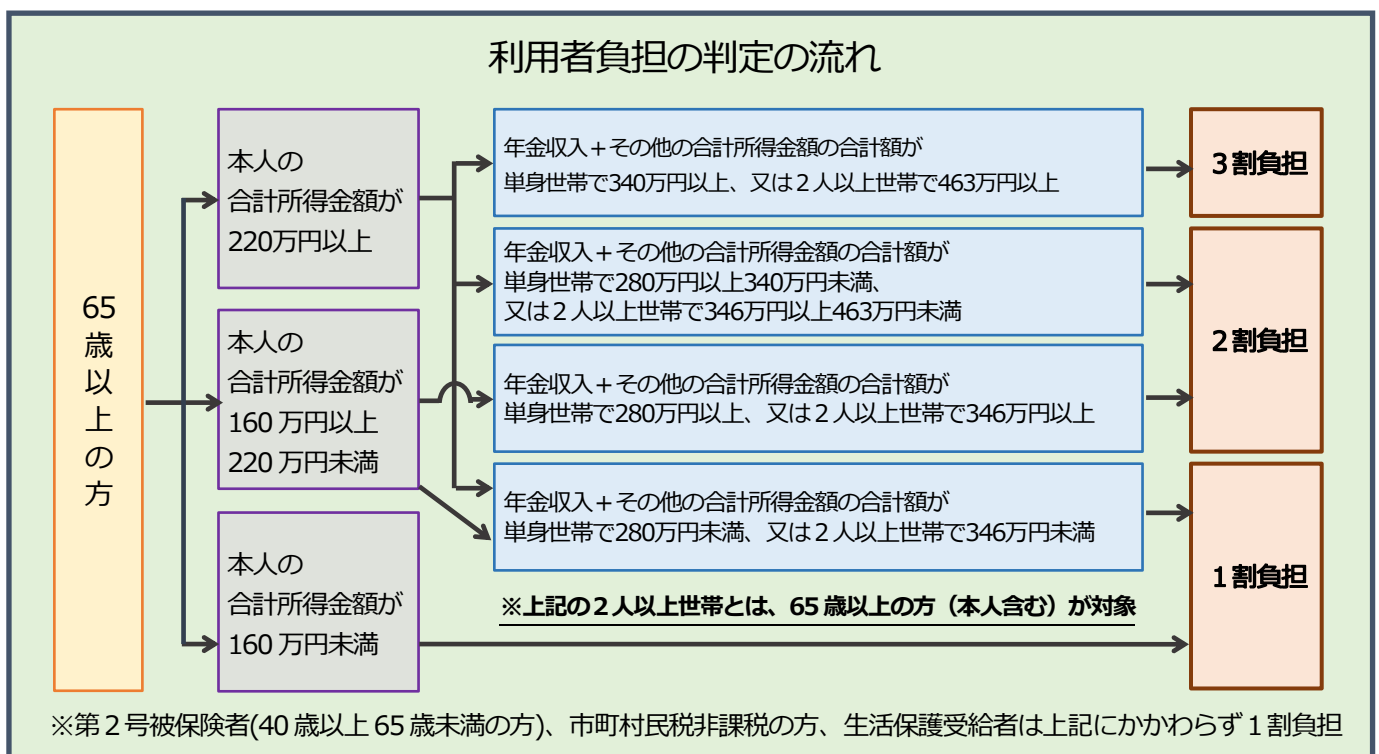 利用者負担の判定の流れ
65歳以上の方
本人の
合計所得金額が
220万円以上
本人の
合計所得金額が
160 万円以上
220 万円未満
本人の
合計所得金額が
160 万円未満
年金収入+その他の合計所得金額の合計額が
単身世帯で340万円以上、又は2人以上世帯で463万円以上
年金収入+その他の合計所得金額の合計額が
単身世帯で280万円以上340万円未満、
又は2人以上世帯で346万円以上463万円未満
年金収入+その他の合計所得金額の合計額が
単身世帯で280万円以上、又は2人以上世帯で346万円以上
年金収入+その他の合計所得金額の合計額が
単身世帯で280万円未満、又は2人以上世帯で346万円未満
※上記の2人以上世帯とは、65 歳以上の方(本人含む)が対象
3割負担
2割負担
1割負担
※第2号被保険者(40 歳以上 65 歳未満の方)、市町村民税非課税の方、生活保護受給者は上記にかかわらず1割負担